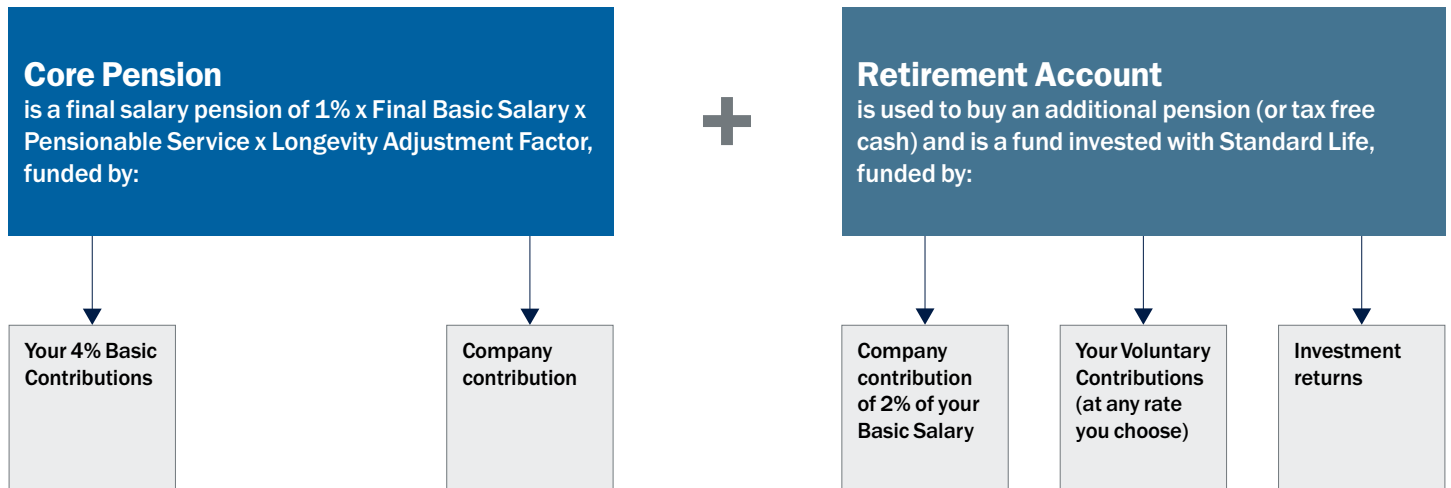 Core Pension
is a final salary pension of 1% x Final Basic Salary x
Pensionable Service x Longevity Adjustment Factor,
funded by:
Your 4% Basic
Contributions
Company
contribution
+
Retirement Account
is used to buy an additional pension (or tax free
cash) and is a fund invested with Standard Life,
funded by:
Company
contribution
of 2% of your
Basic Salary
Your Voluntary
Contributions
(at any rate
you choose)
Investment
returns